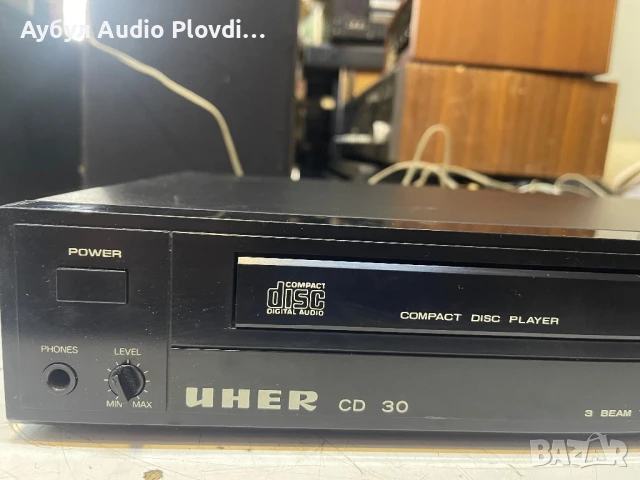 Аубул Audio Plovdi...
POWER
COMPACT
disc
DIGITAL AUDIO
COMPACT DISC PLAYER
PHONES
LEVEL
MIN MAX
UHER CD 30
3 BEAM
BAZAR